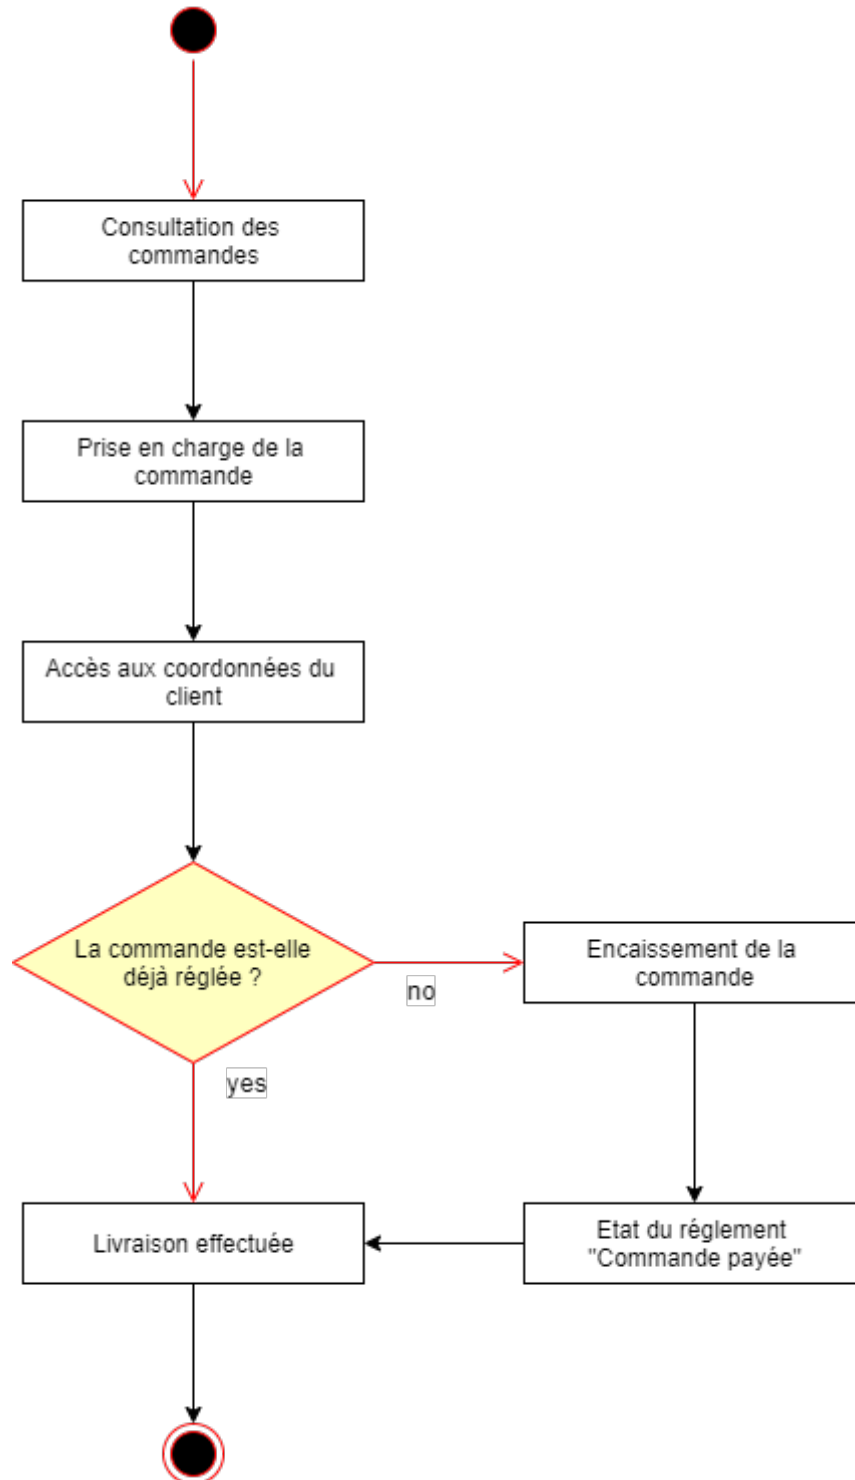 Consultation des
commandes
Prise en charge de la
commande
Accès aux coordonnées du
client
La commande est-elle
déjà réglée ?
no
Encaissement de la
commande
yes
Livraison effectuée
Etat du réglement
"Commande payée"